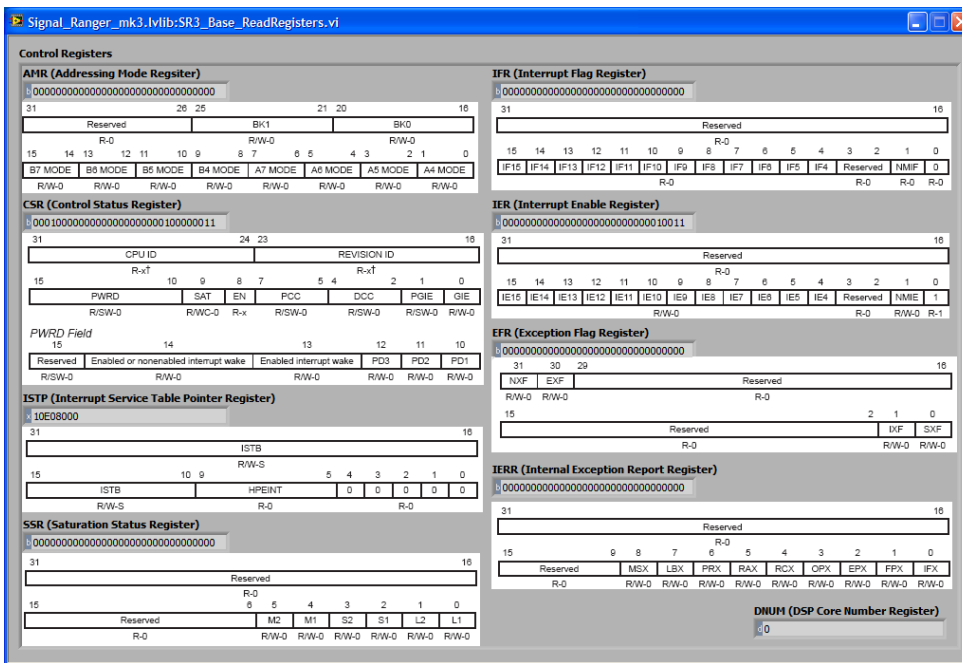 Signal_Ranger_mk3.lvlib:SR3_Base_ReadRegisters.vi
Control Registers
AMR (Addressing Mode Regsiter)
b 00000000000000000000000000000000
31 26 25 21 20 16
Reserved BK1 BK0
R-0 R/W-0 R/W-0
15 14 13 12 11 10 9 8 7 6 5 4 3 2 1 0
B7 MODE B6 MODE B5 MODE B4 MODE A7 MODE A6 MODE A5 MODE A4 MODE
R/W-0 R/W-0 R/W-0 R/W-0 R/W-0 R/W-0 R/W-0 R/W-0
CSR (Control Status Register)
b 00010000000000000000000100000011
31 24 23 16
CPU ID REVISION ID
R-x† R-x†
15 10 9 8 7 5 4 2 1 0
PWRD SAT EN PCC DCC PGIE GIE
R/SW-0 R/WC-0 R-x R/SW-0 R/SW-0 R/SW-0 R/W-0
PWRD Field
15 14 13 12 11 10
Reserved Enabled or nonenabled interrupt wake Enabled interrupt wake PD3 PD2 PD1
R/SW-0 R/W-0 R/W-0 R/W-0 R/W-0 R/W-0
ISTP (Interrupt Service Table Pointer Register)
x 10E08000
31 16
ISTB
R/W-S
15 10 9 5 4 3 2 1 0
ISTB HPEINT 0 0 0 0 0
R/W-S R-0 R-0
SSR (Saturation Status Register)
b 00000000000000000000000000000000
31 16
Reserved
R-0
15 6 5 4 3 2 1 0
Reserved M2 M1 S2 S1 L2 L1
R-0 R/W-0 R/W-0 R/W-0 R/W-0 R/W-0 R/W-0
IFR (Interrupt Flag Register)
b 00000000000000000000000000000000
31 16
Reserved
R-0
15 14 13 12 11 10 9 8 7 6 5 4 3 2 1 0
IF15 IF14 IF13 IF12 IF11 IF10 IF9 IF8 IF7 IF6 IF5 IF4 Reserved NMIF 0
R-0 R-0 R-0 R-0
IER (Interrupt Enable Register)
b 00000000000000000000000000010011
31 16
Reserved
R-0
15 14 13 12 11 10 9 8 7 6 5 4 3 2 1 0
IE15 IE14 IE13 IE12 IE11 IE10 IE9 IE8 IE7 IE6 IE5 IE4 Reserved NMIE 1
R/W-0 R-0 R/W-0 R-1
EFR (Exception Flag Register)
b 00000000000000000000000000000000
31 30 29 16
NXF EXF Reserved
R/W-0 R/W-0 R-0
15 2 1 0
Reserved IXF SXF
R-0 R/W-0 R/W-0
IERR (Internal Exception Report Register)
b 00000000000000000000000000000000
31 16
Reserved
R-0
15 9 8 7 6 5 4 3 2 1 0
Reserved MSX LBX PRX RAX RCX OPX EPX FPX IFX
R-0 R/W-0 R/W-0 R/W-0 R/W-0 R/W-0 R/W-0 R/W-0 R/W-0 R/W-0
DNUM (DSP Core Number Register)
d 0